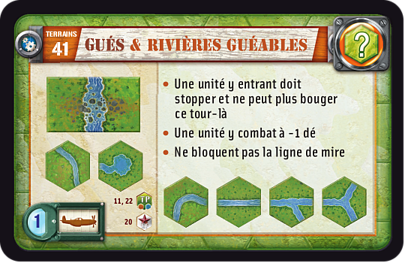 TERRAINS
41
GUÉS & RIVIÈRES GUÉABLES
?
• Une unité y entrant doit
stopper et ne peut plus bouger
ce tour-là
• Une unité y combat à -1 dé
• Ne bloquent pas la ligne de mire
11, 22
20
1